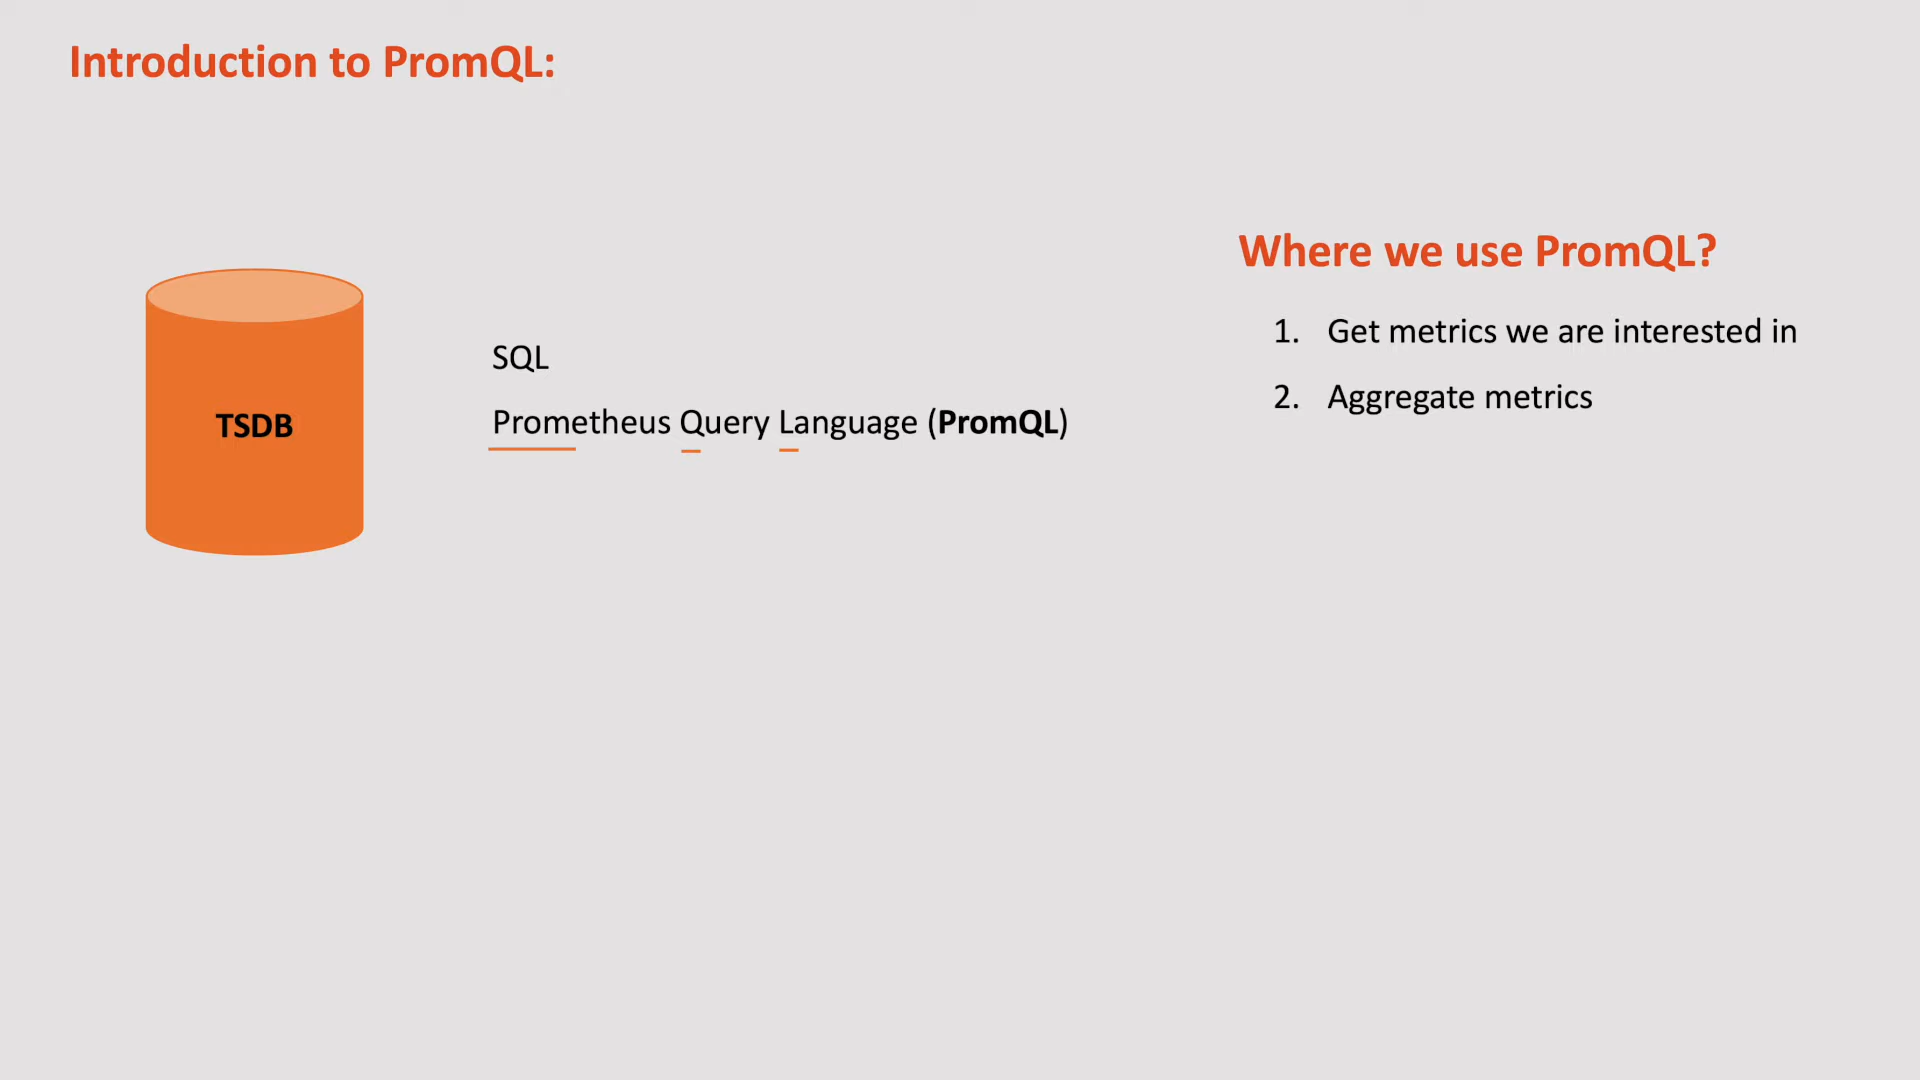 Introduction to PromQL:
TSDB
SQL
Prometheus Query Language (PromQL)
Where we use PromQL?
1. Get metrics we are interested in
2. Aggregate metrics